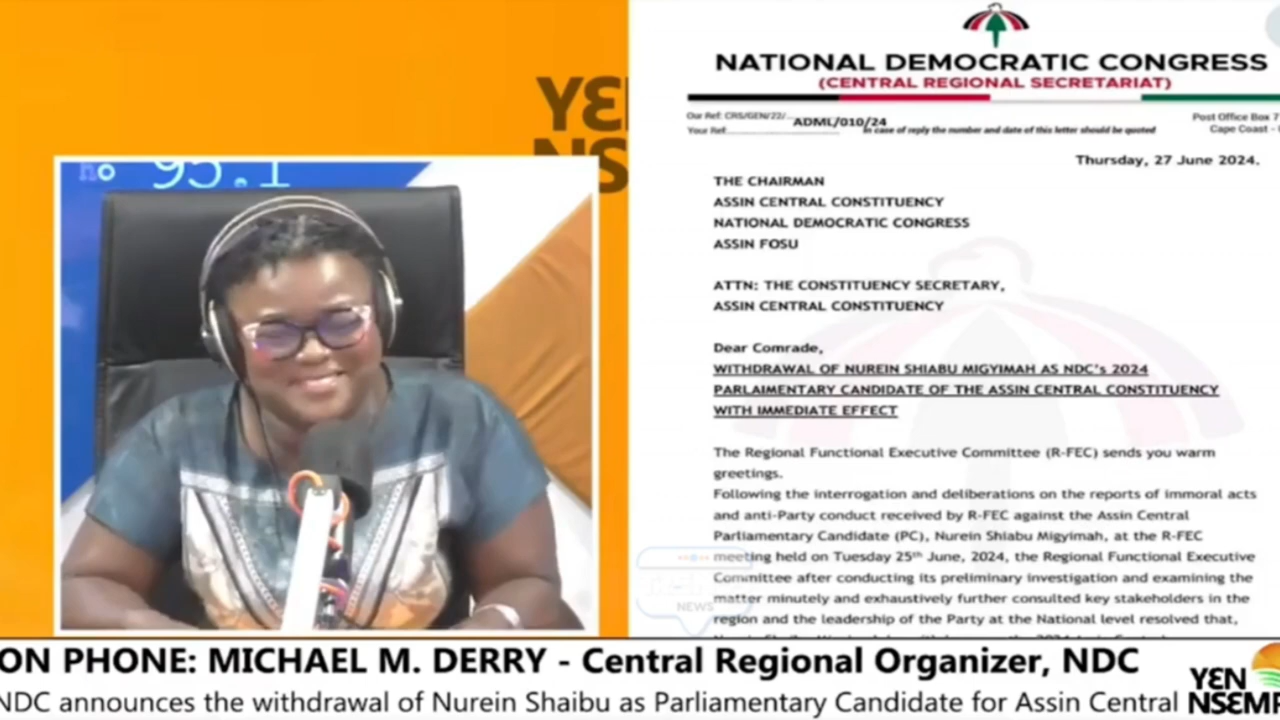 YɛN
NSɛ
95.1
NATIONAL DEMOCRATIC CONGRESS
(CENTRAL REGIONAL SECRETARIAT)
Our Ref: CRS/GEN/22/... ADML/010/24
Your Ref: In case of reply the number and date of this letter should be quoted
Post Office Box 7
Cape Coast -
Thursday, 27 June 2024.
THE CHAIRMAN
ASSIN CENTRAL CONSTITUENCY
NATIONAL DEMOCRATIC CONGRESS
ASSIN FOSU
ATTN: THE CONSTITUENCY SECRETARY,
ASSIN CENTRAL CONSTITUENCY
Dear Comrade,
WITHDRAWAL OF NUREIN SHIABU MIGYIMAH AS NDC's 2024
PARLAIMENTARY CANDIDATE OF THE ASSIN CENTRAL CONSTITUENCY
WITH IMMEDIATE EFFECT
The Regional Functional Executive Committee (R-FEC) sends you warm
greetings.
Following the interrogation and deliberations on the reports of immoral acts
and anti-Party conduct received by R-FEC against the Assin Central
Parliamentary Candidate (PC), Nurein Shiabu Migyimah, at the R-FEC
meeting held on Tuesday 25th June, 2024, the Regional Functional Executive
Committee after conducting its preliminary investigation and examining the
matter minutely and exhaustively further consulted key stakeholders in the
region and the leadership of the Party at the National level resolved that,
NEWS
ON PHONE: MICHAEL M. DERRY - Central Regional Organizer, NDC
NDC announces the withdrawal of Nurein Shaibu as Parliamentary Candidate for Assin Central
YɛN
NSɛMP